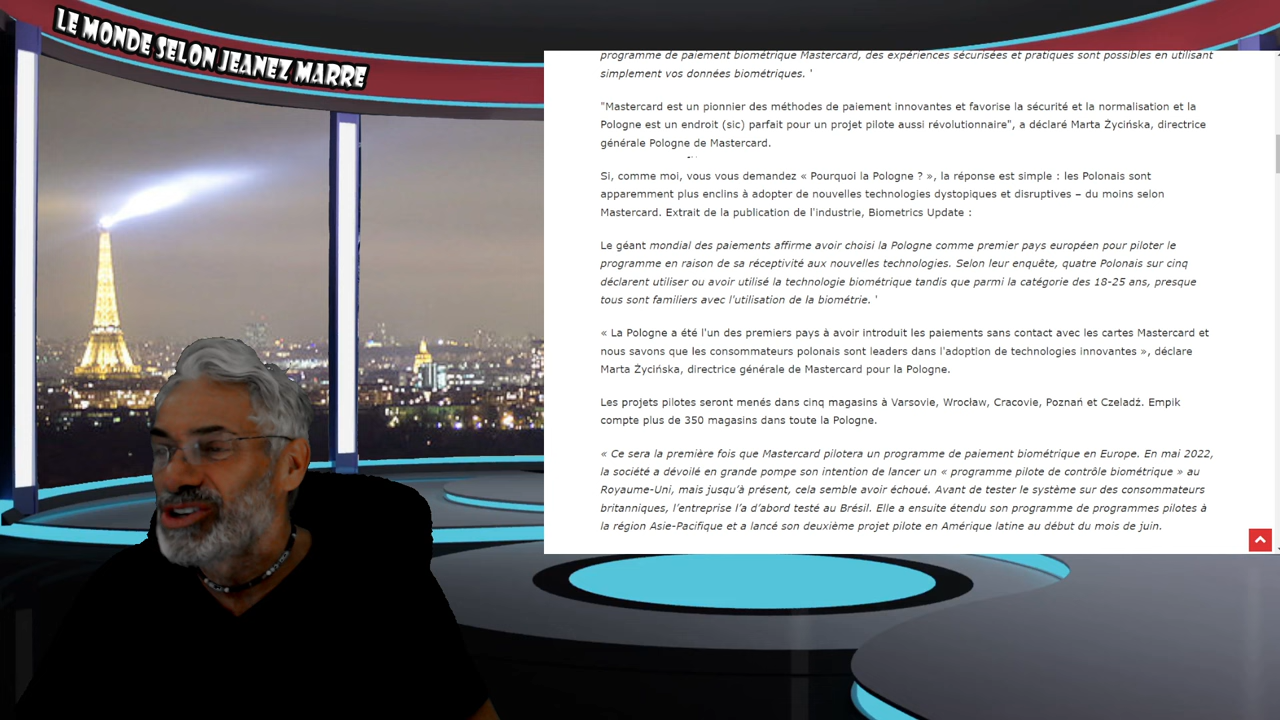 LE MONDE SELON JEANEZ MARRE
programme de paiement biométrique Mastercard, des expériences sécurisées et pratiques sont possibles en utilisant
simplement vos données biométriques. '
"Mastercard est un pionnier des méthodes de paiement innovantes et favorise la sécurité et la normalisation et la
Pologne est un endroit (sic) parfait pour un projet pilote aussi révolutionnaire", a déclaré Marta Życińska, directrice
générale Pologne de Mastercard.
Si, comme moi, vous vous demandez « Pourquoi la Pologne ? », la réponse est simple : les Polonais sont
apparemment plus enclins à adopter de nouvelles technologies dystopiques et disruptives – du moins selon
Mastercard. Extrait de la publication de l'industrie, Biometrics Update :
Le géant mondial des paiements affirme avoir choisi la Pologne comme premier pays européen pour piloter le
programme en raison de sa réceptivité aux nouvelles technologies. Selon leur enquête, quatre Polonais sur cinq
déclarent utiliser ou avoir utilisé la technologie biométrique tandis que parmi la catégorie des 18-25 ans, presque
tous sont familiers avec l'utilisation de la biométrie. '
« La Pologne a été l'un des premiers pays à avoir introduit les paiements sans contact avec les cartes Mastercard et
nous savons que les consommateurs polonais sont leaders dans l'adoption de technologies innovantes », déclare
Marta Życińska, directrice générale de Mastercard pour la Pologne.
Les projets pilotes seront menés dans cinq magasins à Varsovie, Wrocław, Cracovie, Poznań et Czeladź. Empik
compte plus de 350 magasins dans toute la Pologne.
« Ce sera la première fois que Mastercard pilotera un programme de paiement biométrique en Europe. En mai 2022,
la société a dévoilé en grande pompe son intention de lancer un « programme pilote de contrôle biométrique » au
Royaume-Uni, mais jusqu'à présent, cela semble avoir échoué. Avant de tester le système sur des consommateurs
britanniques, l'entreprise l'a d'abord testé au Brésil. Elle a ensuite étendu son programme de programmes pilotes à
la région Asie-Pacifique et a lancé son deuxième projet pilote en Amérique latine au début du mois de juin.